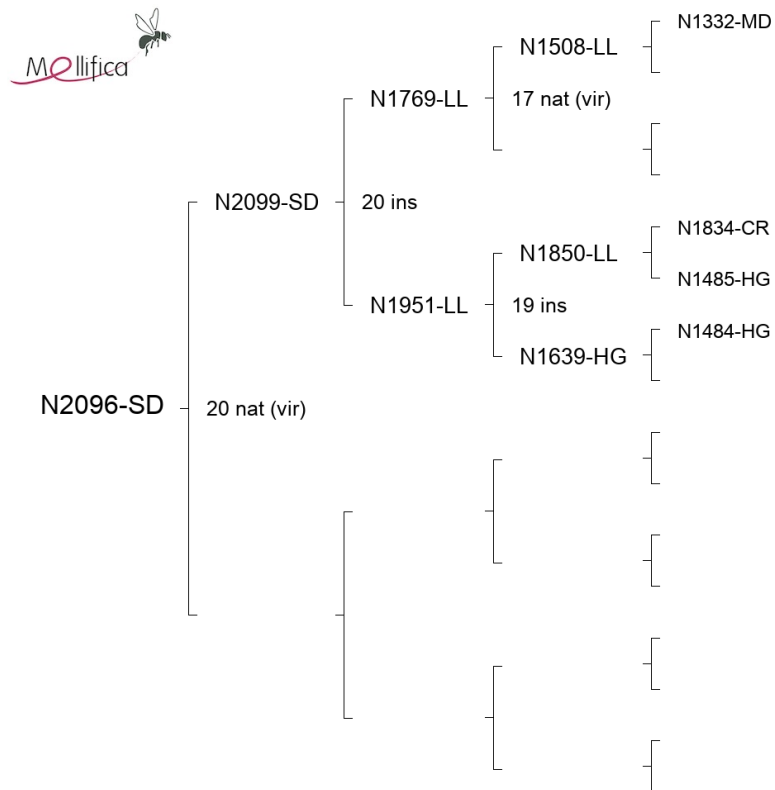 Mellifica
N1332-MD
N1508-LL
N1769-LL
17 nat (vir)
N2099-SD
20 ins
N1834-CR
N1850-LL
N1485-HG
N1951-LL
19 ins
N1484-HG
N1639-HG
N2096-SD
20 nat (vir)